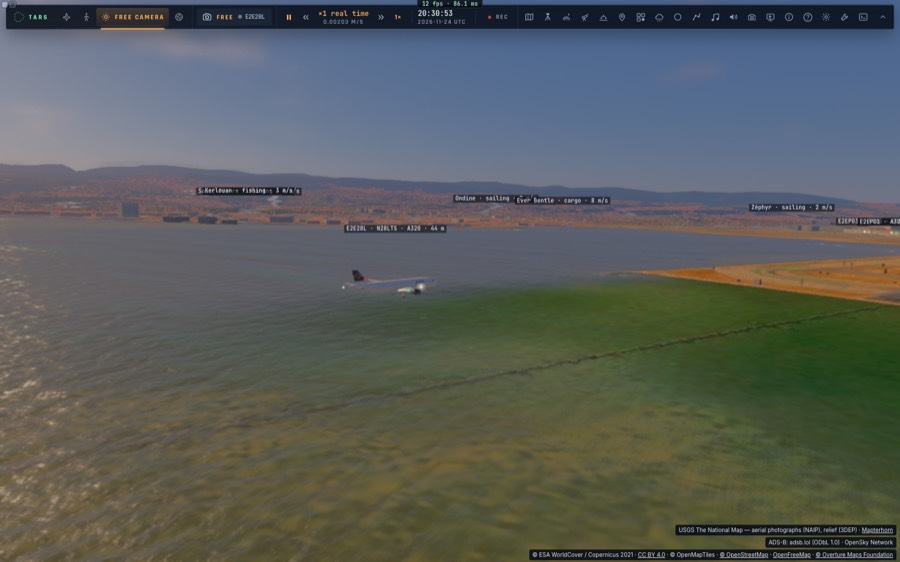 12 fps · 86.1 ms
TARS
FREE CAMERA
FREE
E2E28L
×1 real time
0.00200 M/S
1×
20:30:53
2026-11-24 UTC
REC
Kerlouan · fishing · 3 m/s
Ondine · sailing
Ever Gentle · cargo · 8 m/s
Zéphyr · sailing · 2 m/s
E2E28L · N28LTS · A320 · 44 m
USGS The National Map — aerial photographs (NAIP), relief (3DEP) · Mapterhorn
ADS-B: adsb.lol (ODbL 1.0) · OpenSky Network
© ESA WorldCover / Copernicus 2021 · CC BY 4.0 · © OpenMapTiles · © OpenStreetMap · OpenFreeMap · © Overture Maps Foundation